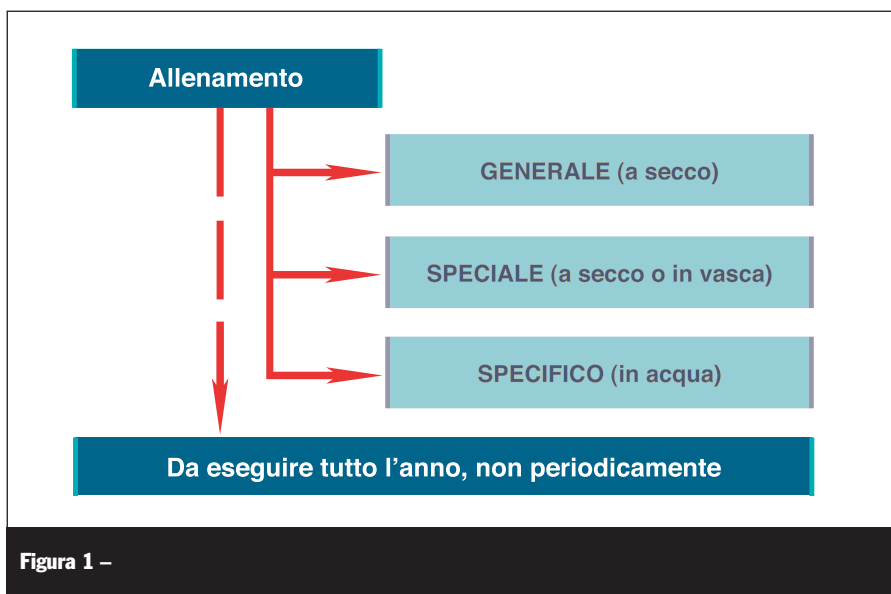 Allenamento
GENERALE (a secco)
SPECIALE (a secco o in vasca)
SPECIFICO (in acqua)
Da eseguire tutto l’anno, non periodicamente
Figura 1 –